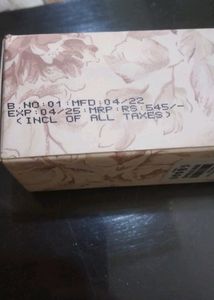 B.NO:01:MFD:04/22
EXP:04/25:MRP:RS:545/-
(INCL OF ALL TAXES)